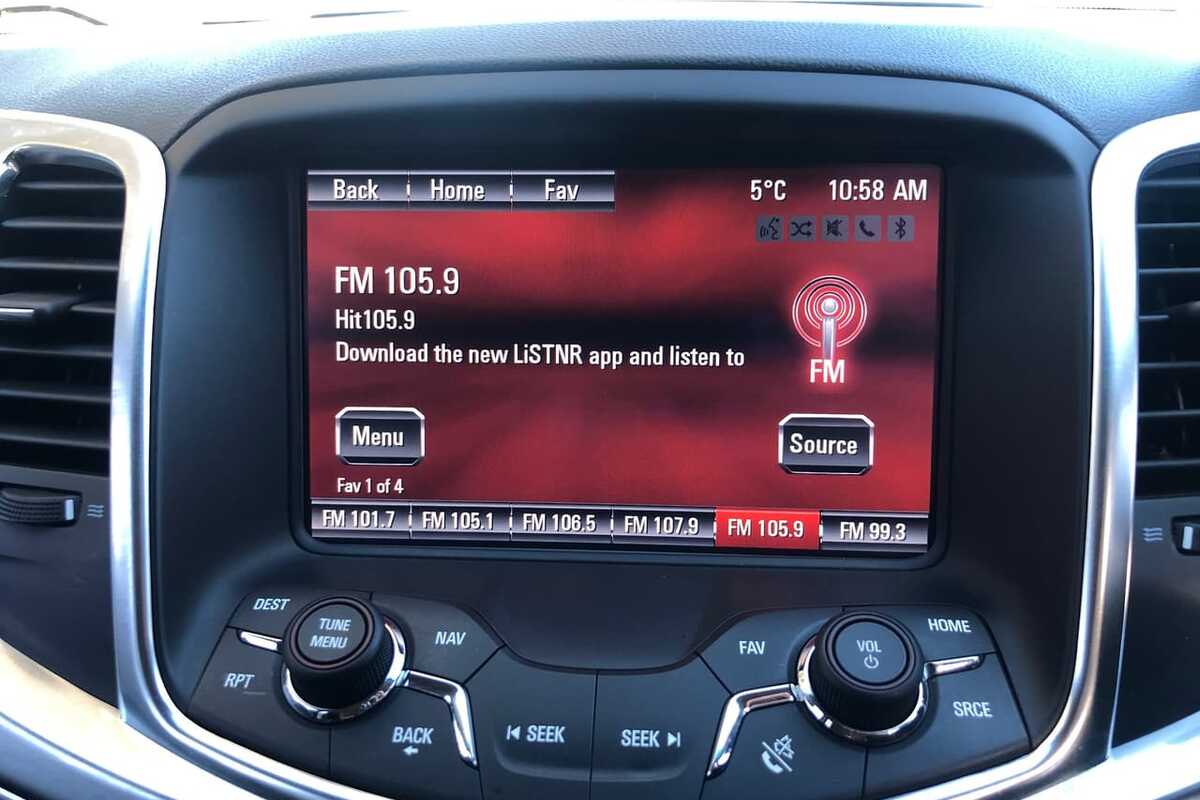 Back Home Fav 5°C 10:58 AM
FM 105.9
Hit105.9
Download the new LiSTNR app and listen to
FM
Menu Source
Fav 1 of 4
FM 101.7 FM 105.1 FM 106.5 FM 107.9 FM 105.9 FM 99.3
DEST TUNE MENU NAV FAV VOL HOME
RPT BACK SEEK SEEK SRCE